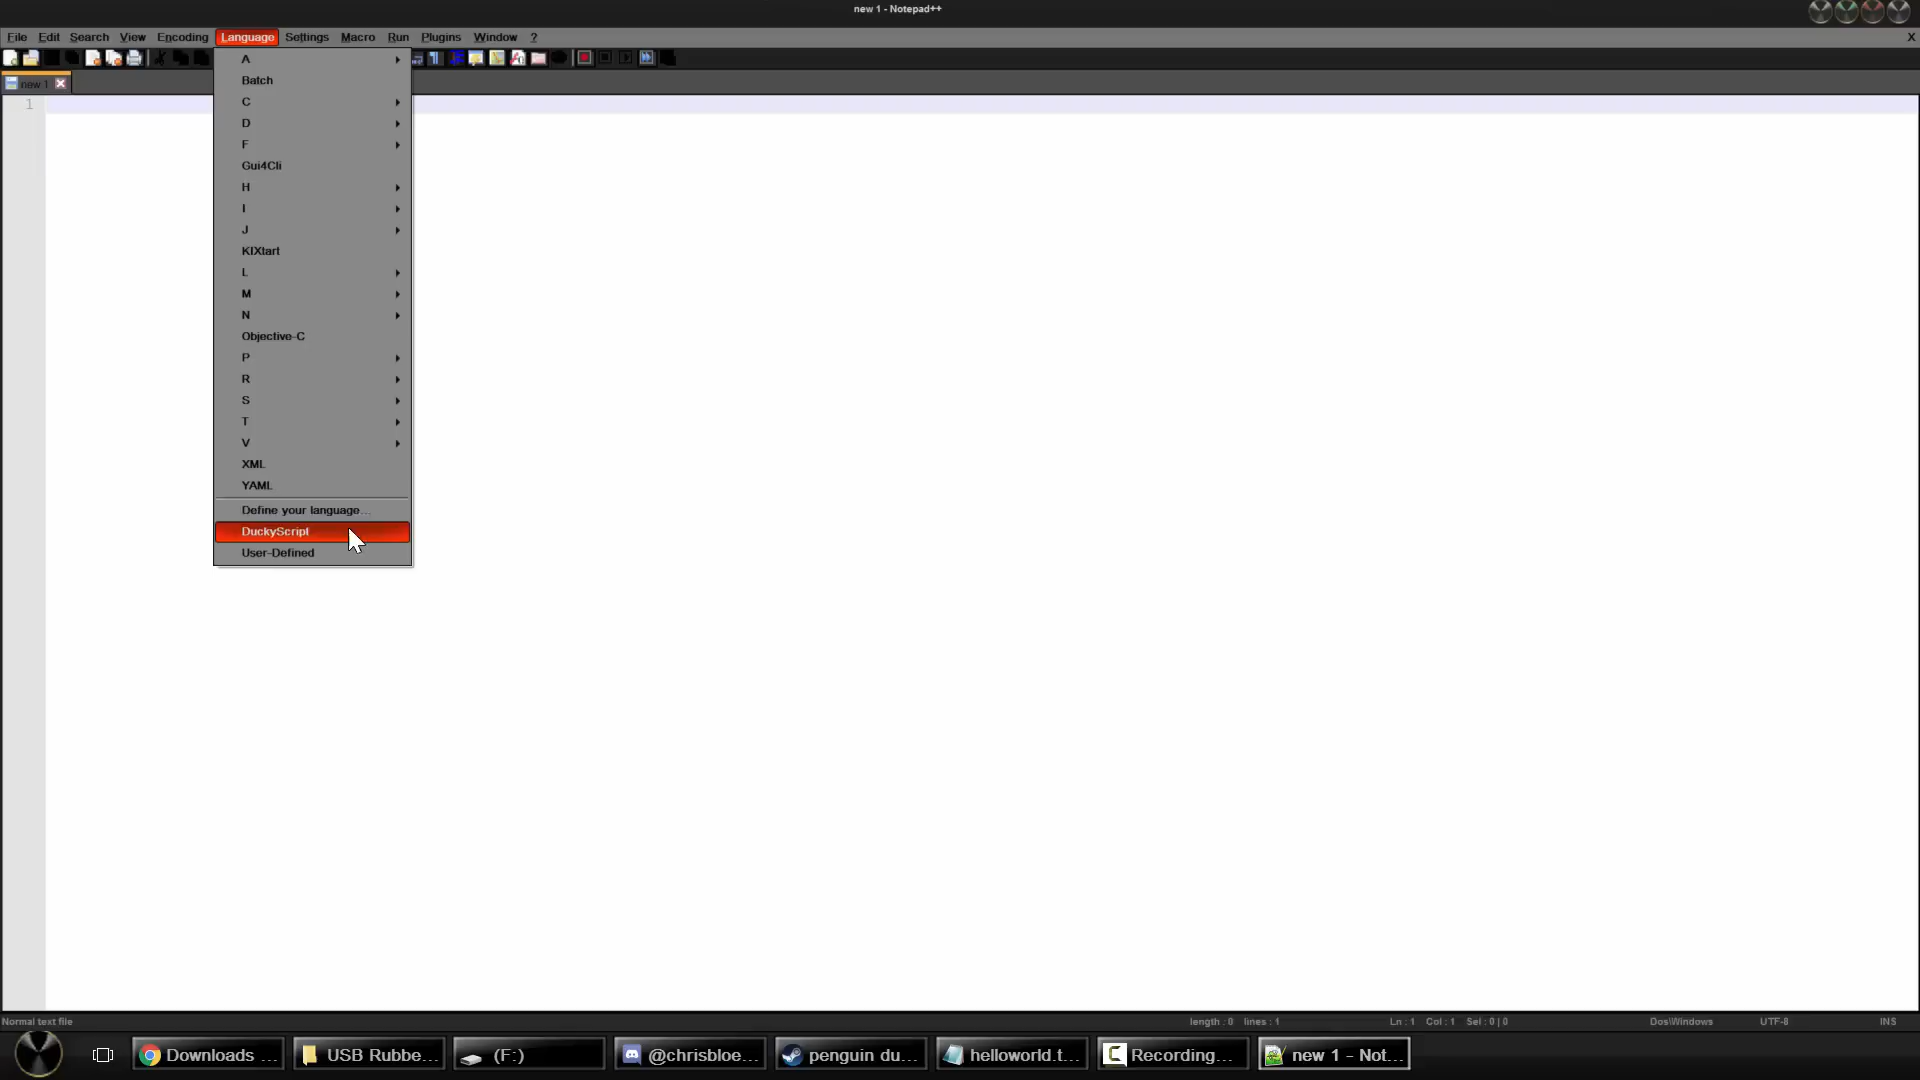 new 1 - Notepad++
File Edit Search View Encoding Language Settings Macro Run Plugins Window ? X
new 1
1
A
Batch
C
D
F
Gui4Cli
H
I
J
KIXtart
L
M
N
Objective-C
P
R
S
T
V
XML
YAML
Define your language...
DuckyScript
User-Defined
Normal text file length : 0 lines : 1 Ln : 1 Col : 1 Sel : 0 | 0 Dos\Windows UTF-8 INS
Downloads ... USB Rubbe... (F:) @chrisbloe... penguin du... helloworld.t... Recording... new 1 - Not...